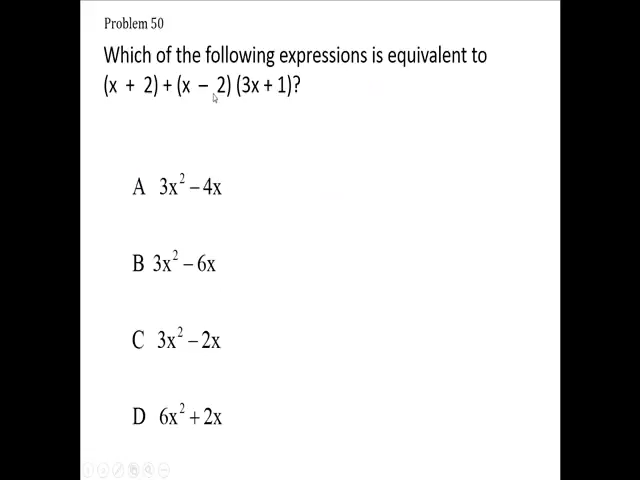 Problem 50
Which of the following expressions is equivalent to
(x + 2) + (x – 2) (3x + 1)?
A 3x² – 4x
B 3x² – 6x
C 3x² – 2x
D 6x² + 2x